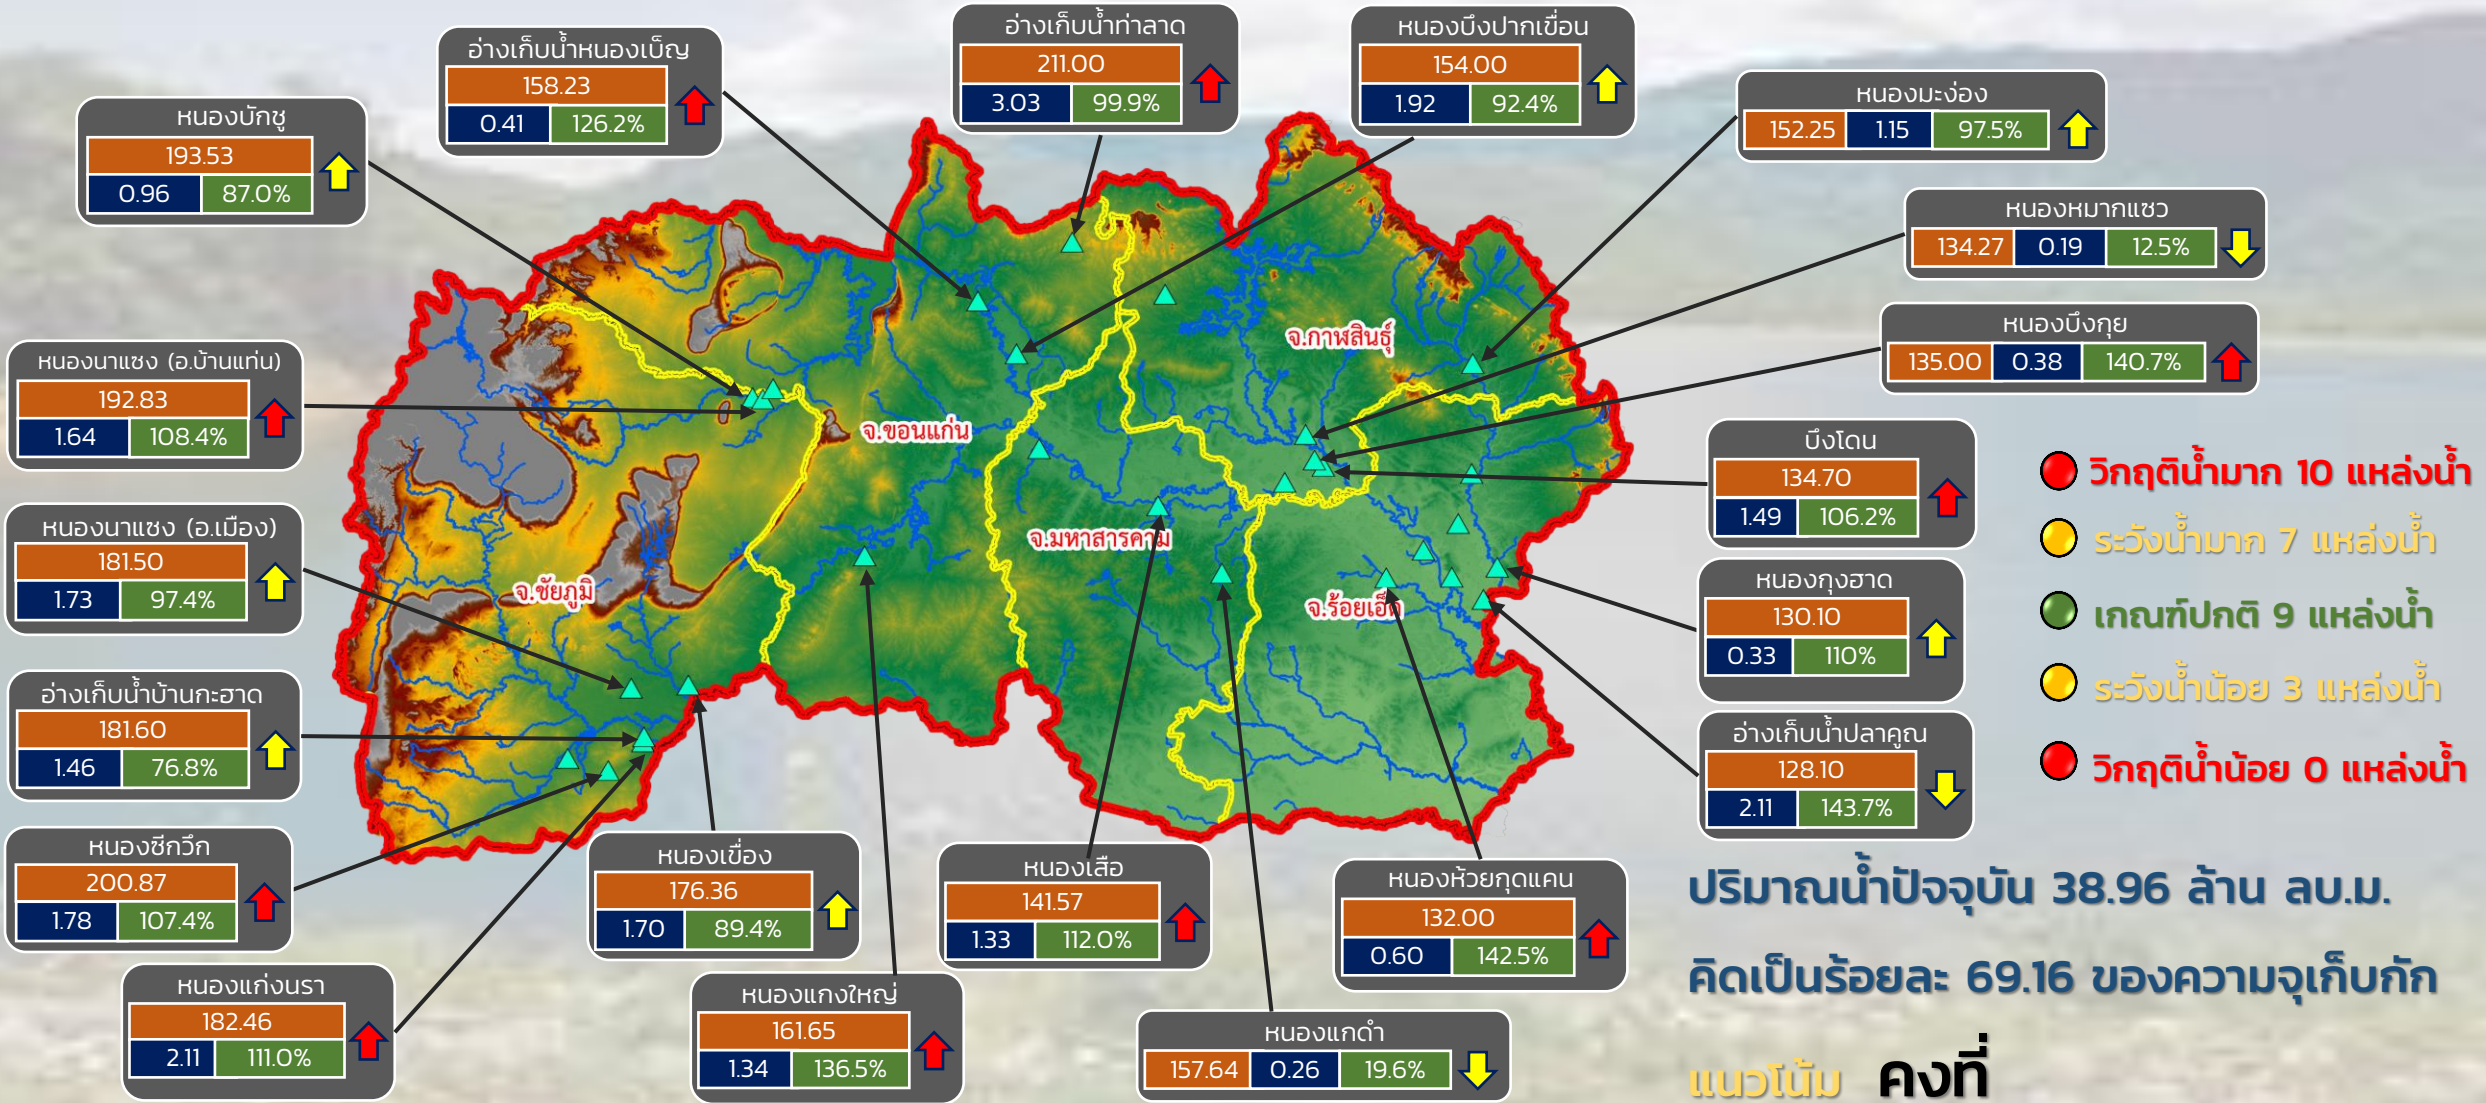 อ่างเก็บน้ำหนองเบ็ญ
158.23
0.41 126.2%
อ่างเก็บน้ำท่าลาด
211.00
3.03 99.9%
หนองบึงปากเขื่อน
154.00
1.92 92.4%
หนองมะง่อง
152.25 1.15 97.5%
หนองบักชู
193.53
0.96 87.0%
หนองหมากแซว
134.27 0.19 12.5%
หนองบึงกุย
135.00 0.38 140.7%
หนองนาแซง (อ.บ้านแท่น)
192.83
1.64 108.4%
บึงโดน
134.70
1.49 106.2%
หนองนาแซง (อ.เมือง)
181.50
1.73 97.4%
หนองกุงฮาด
130.10
0.33 110%
อ่างเก็บน้ำบ้านกะฮาด
181.60
1.46 76.8%
อ่างเก็บน้ำปลาคูณ
128.10
2.11 143.7%
หนองซีกวึก
200.87
1.78 107.4%
หนองเขื่อง
176.36
1.70 89.4%
หนองเสือ
141.57
1.33 112.0%
หนองห้วยกุดแคน
132.00
0.60 142.5%
หนองแก่งนรา
182.46
2.11 111.0%
หนองแกงใหญ่
161.65
1.34 136.5%
หนองแกดำ
157.64 0.26 19.6%
จ.กาฬสินธุ์
จ.ขอนแก่น
จ.มหาสารคาม
จ.ชัยภูมิ
จ.ร้อยเอ็ด
วิกฤติน้ำมาก 10 แหล่งน้ำ
ระวังน้ำมาก 7 แหล่งน้ำ
เกณฑ์ปกติ 9 แหล่งน้ำ
ระวังน้ำน้อย 3 แหล่งน้ำ
วิกฤติน้ำน้อย 0 แหล่งน้ำ
ปริมาณน้ำปัจจุบัน 38.96 ล้าน ลบ.ม.
คิดเป็นร้อยละ 69.16 ของความจุเก็บกัก
แนวโน้ม คงที่